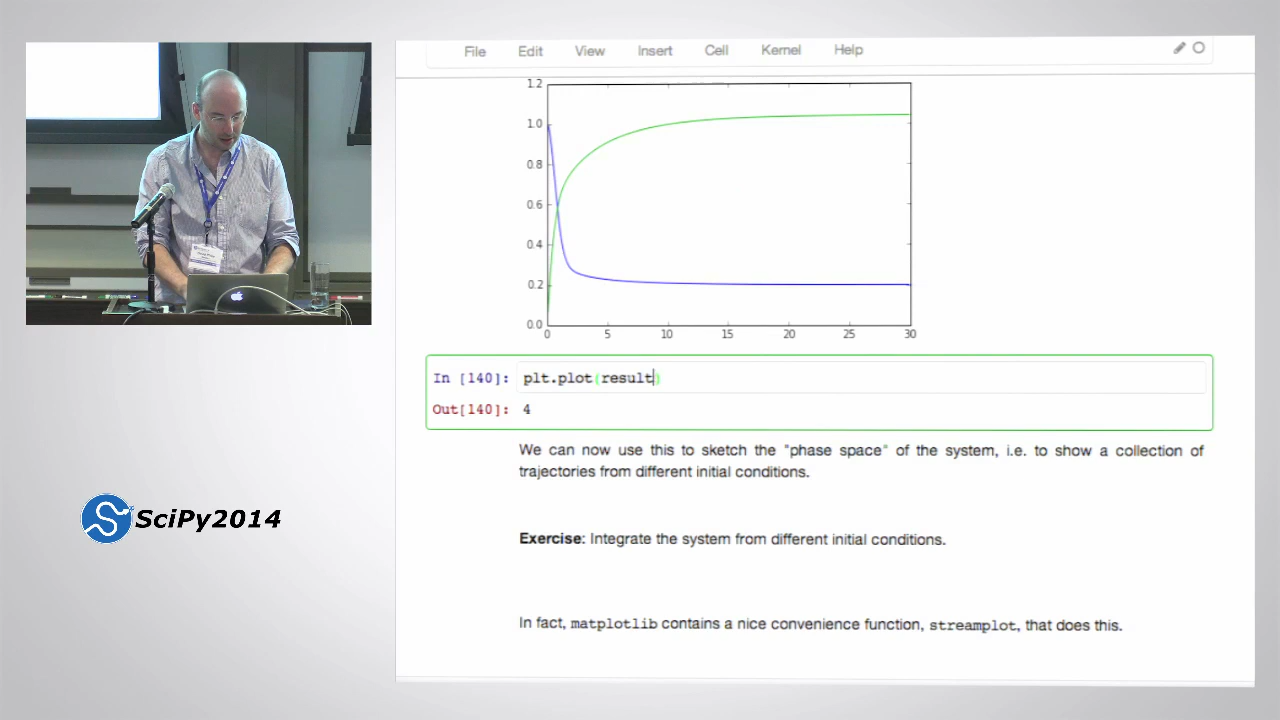 File Edit View Insert Cell Kernel Help
1.2
1.0
0.8
0.6
0.4
0.2
0.0
0 5 10 15 20 25 30
In [140]: plt.plot(result)
Out[140]: 4
We can now use this to sketch the "phase space" of the system, i.e. to show a collection of
trajectories from different initial conditions.
Exercise: Integrate the system from different initial conditions.
In fact, matplotlib contains a nice convenience function, streamplot, that does this.
SciPy2014